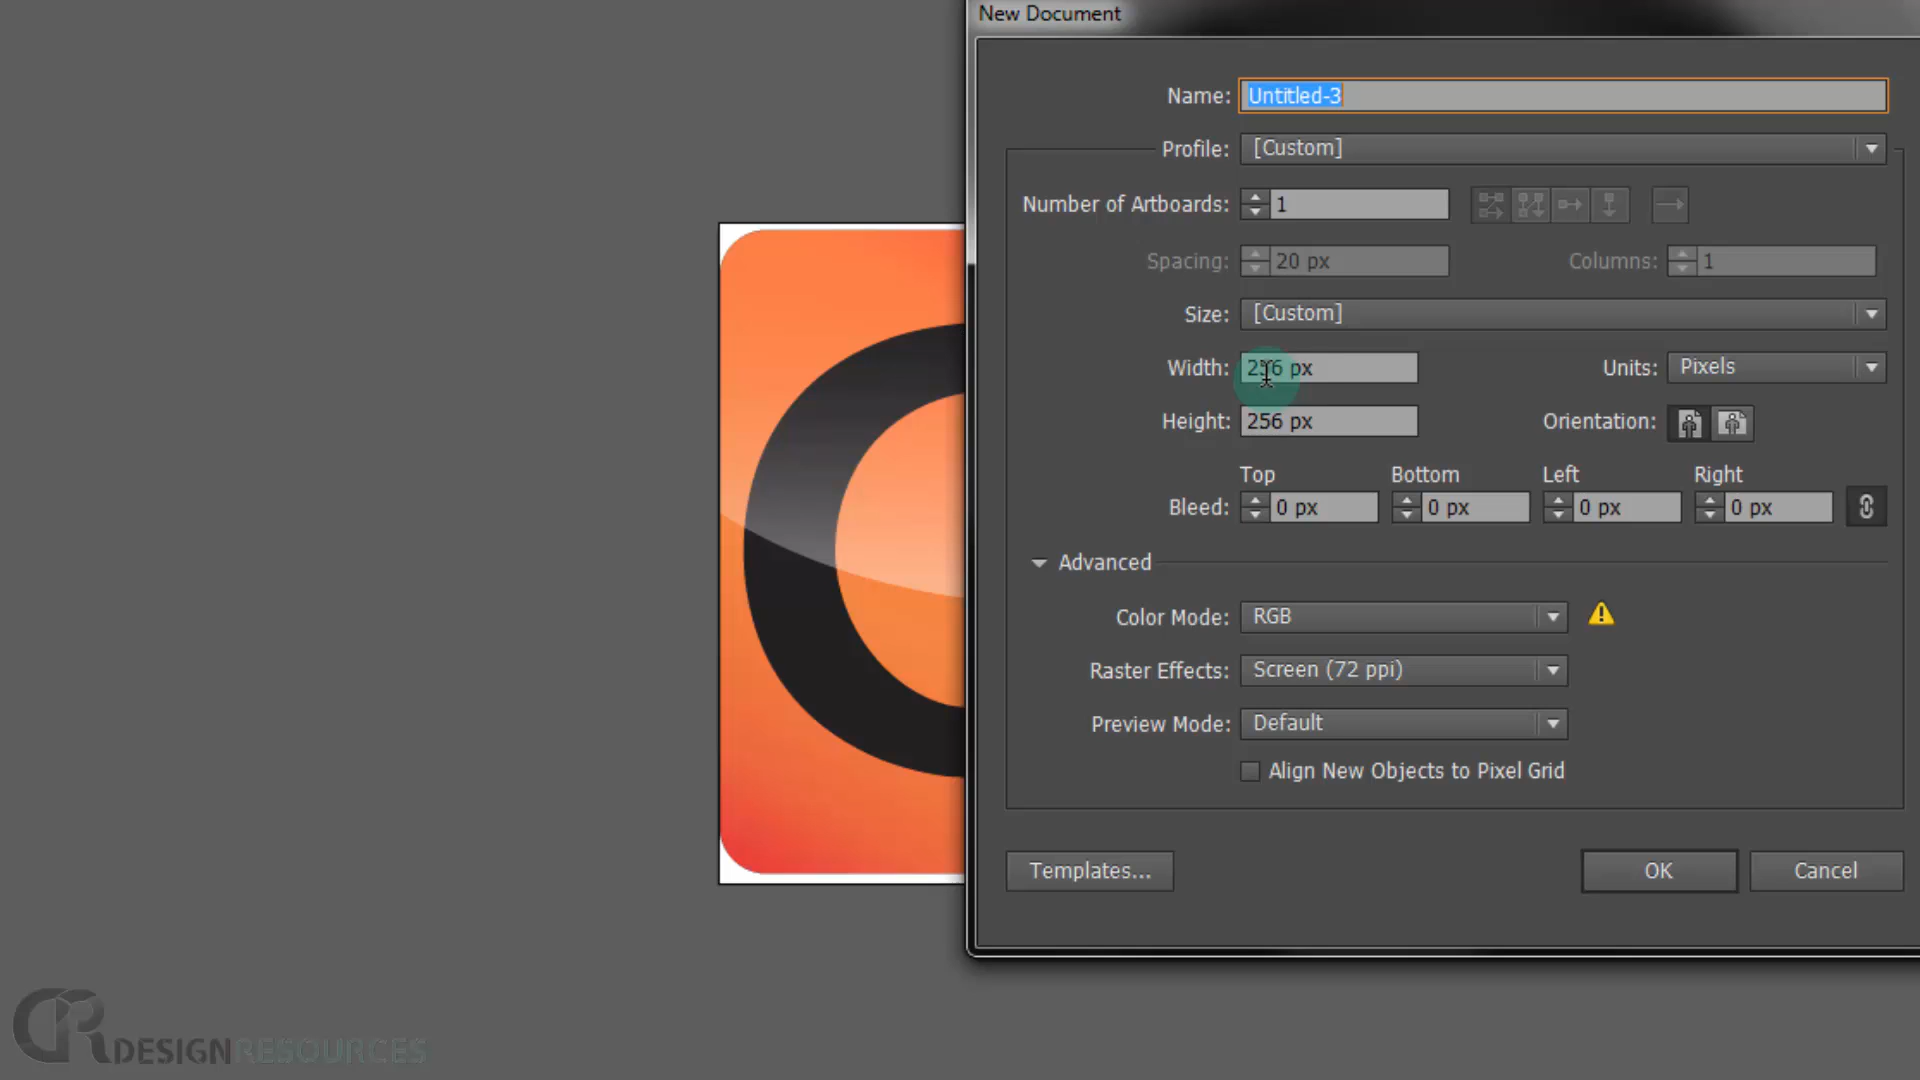 New Document
Name: Untitled-3
Profile: [Custom]
Number of Artboards: 1
Spacing: 20 px Columns: 1
Size: [Custom]
Width: 256 px Units: Pixels
Height: 256 px Orientation:
Top Bottom Left Right
Bleed: 0 px 0 px 0 px 0 px
Advanced
Color Mode: RGB
Raster Effects: Screen (72 ppi)
Preview Mode: Default
Align New Objects to Pixel Grid
Templates... OK Cancel
DR DESIGNRESOURCES